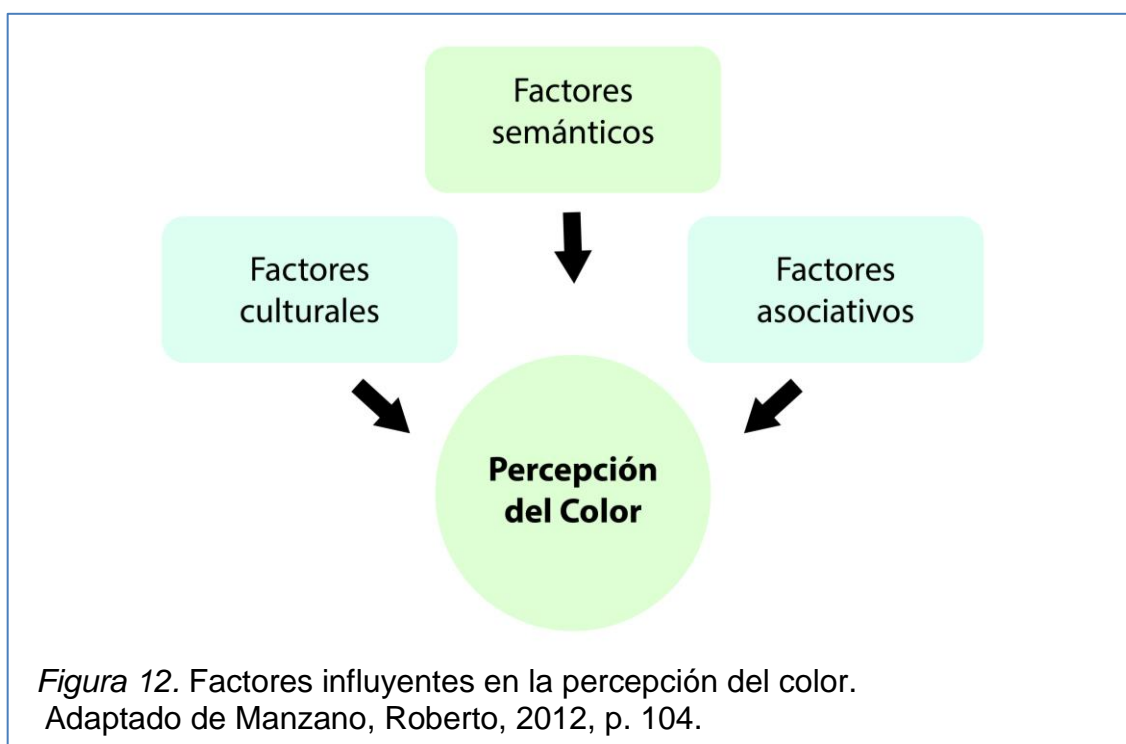 Factores
semánticos
Factores
culturales
Factores
asociativos
Percepción
del Color
Figura 12. Factores influyentes en la percepción del color.
Adaptado de Manzano, Roberto, 2012, p. 104.